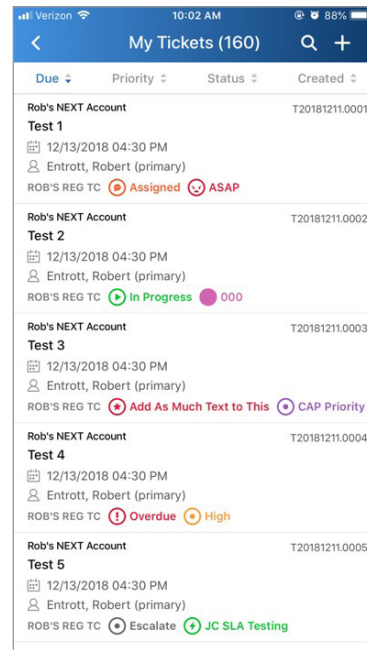 Verizon 10:02 AM 88%
My Tickets (160)
Due Priority Status Created
Rob's NEXT Account T20181211.0001
Test 1
12/13/2018 04:30 PM
Entrott, Robert (primary)
ROB'S REG TC Assigned ASAP
Rob's NEXT Account T20181211.0002
Test 2
12/13/2018 04:30 PM
Entrott, Robert (primary)
ROB'S REG TC In Progress 000
Rob's NEXT Account T20181211.0003
Test 3
12/13/2018 04:30 PM
Entrott, Robert (primary)
ROB'S REG TC Add As Much Text to This CAP Priority
Rob's NEXT Account T20181211.0004
Test 4
12/13/2018 04:30 PM
Entrott, Robert (primary)
ROB'S REG TC Overdue High
Rob's NEXT Account T20181211.0005
Test 5
12/13/2018 04:30 PM
Entrott, Robert (primary)
ROB'S REG TC Escalate JC SLA Testing